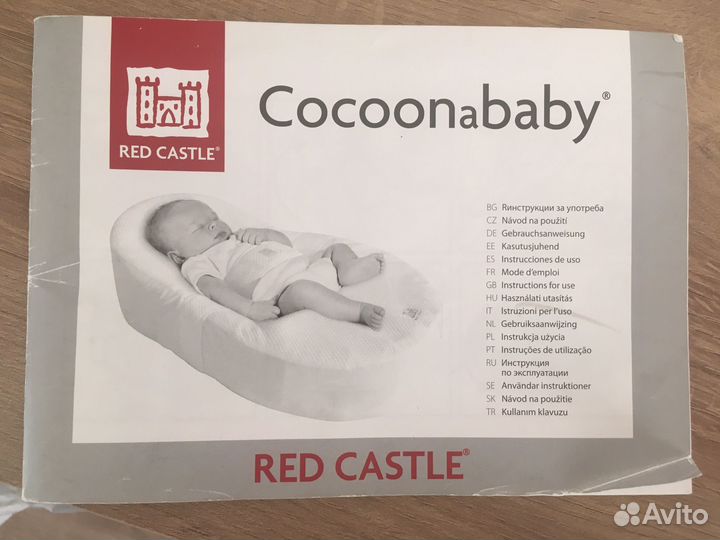 RED CASTLE®
Cocoonababy®
BG Rинструкции за употреба
CZ Návod na použití
DE Gebrauchsanweisung
EE Kasutusjuhend
ES Instrucciones de uso
FR Mode d'emploi
GB Instructions for use
HU Használati utasítás
IT Istruzioni per l'uso
NL Gebruiksaanwijzing
PL Instrukcja użycia
PT Instruções de utilização
RU Инструкция
по эксплуатации
SE Användar instruktioner
SK Návod na použitie
TR Kullanım klavuzu
RED CASTLE®
Avito